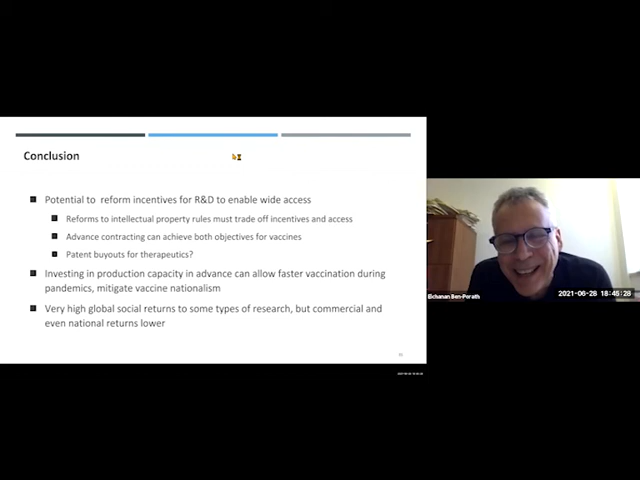 Conclusion
Potential to reform incentives for R&D to enable wide access
Reforms to intellectual property rules must trade off incentives and access
Advance contracting can achieve both objectives for vaccines
Patent buyouts for therapeutics?
Investing in production capacity in advance can allow faster vaccination during
pandemics, mitigate vaccine nationalism
Very high global social returns to some types of research, but commercial and
even national returns lower
Elchanan Ben-Porath
2021-06-28 18:45:28